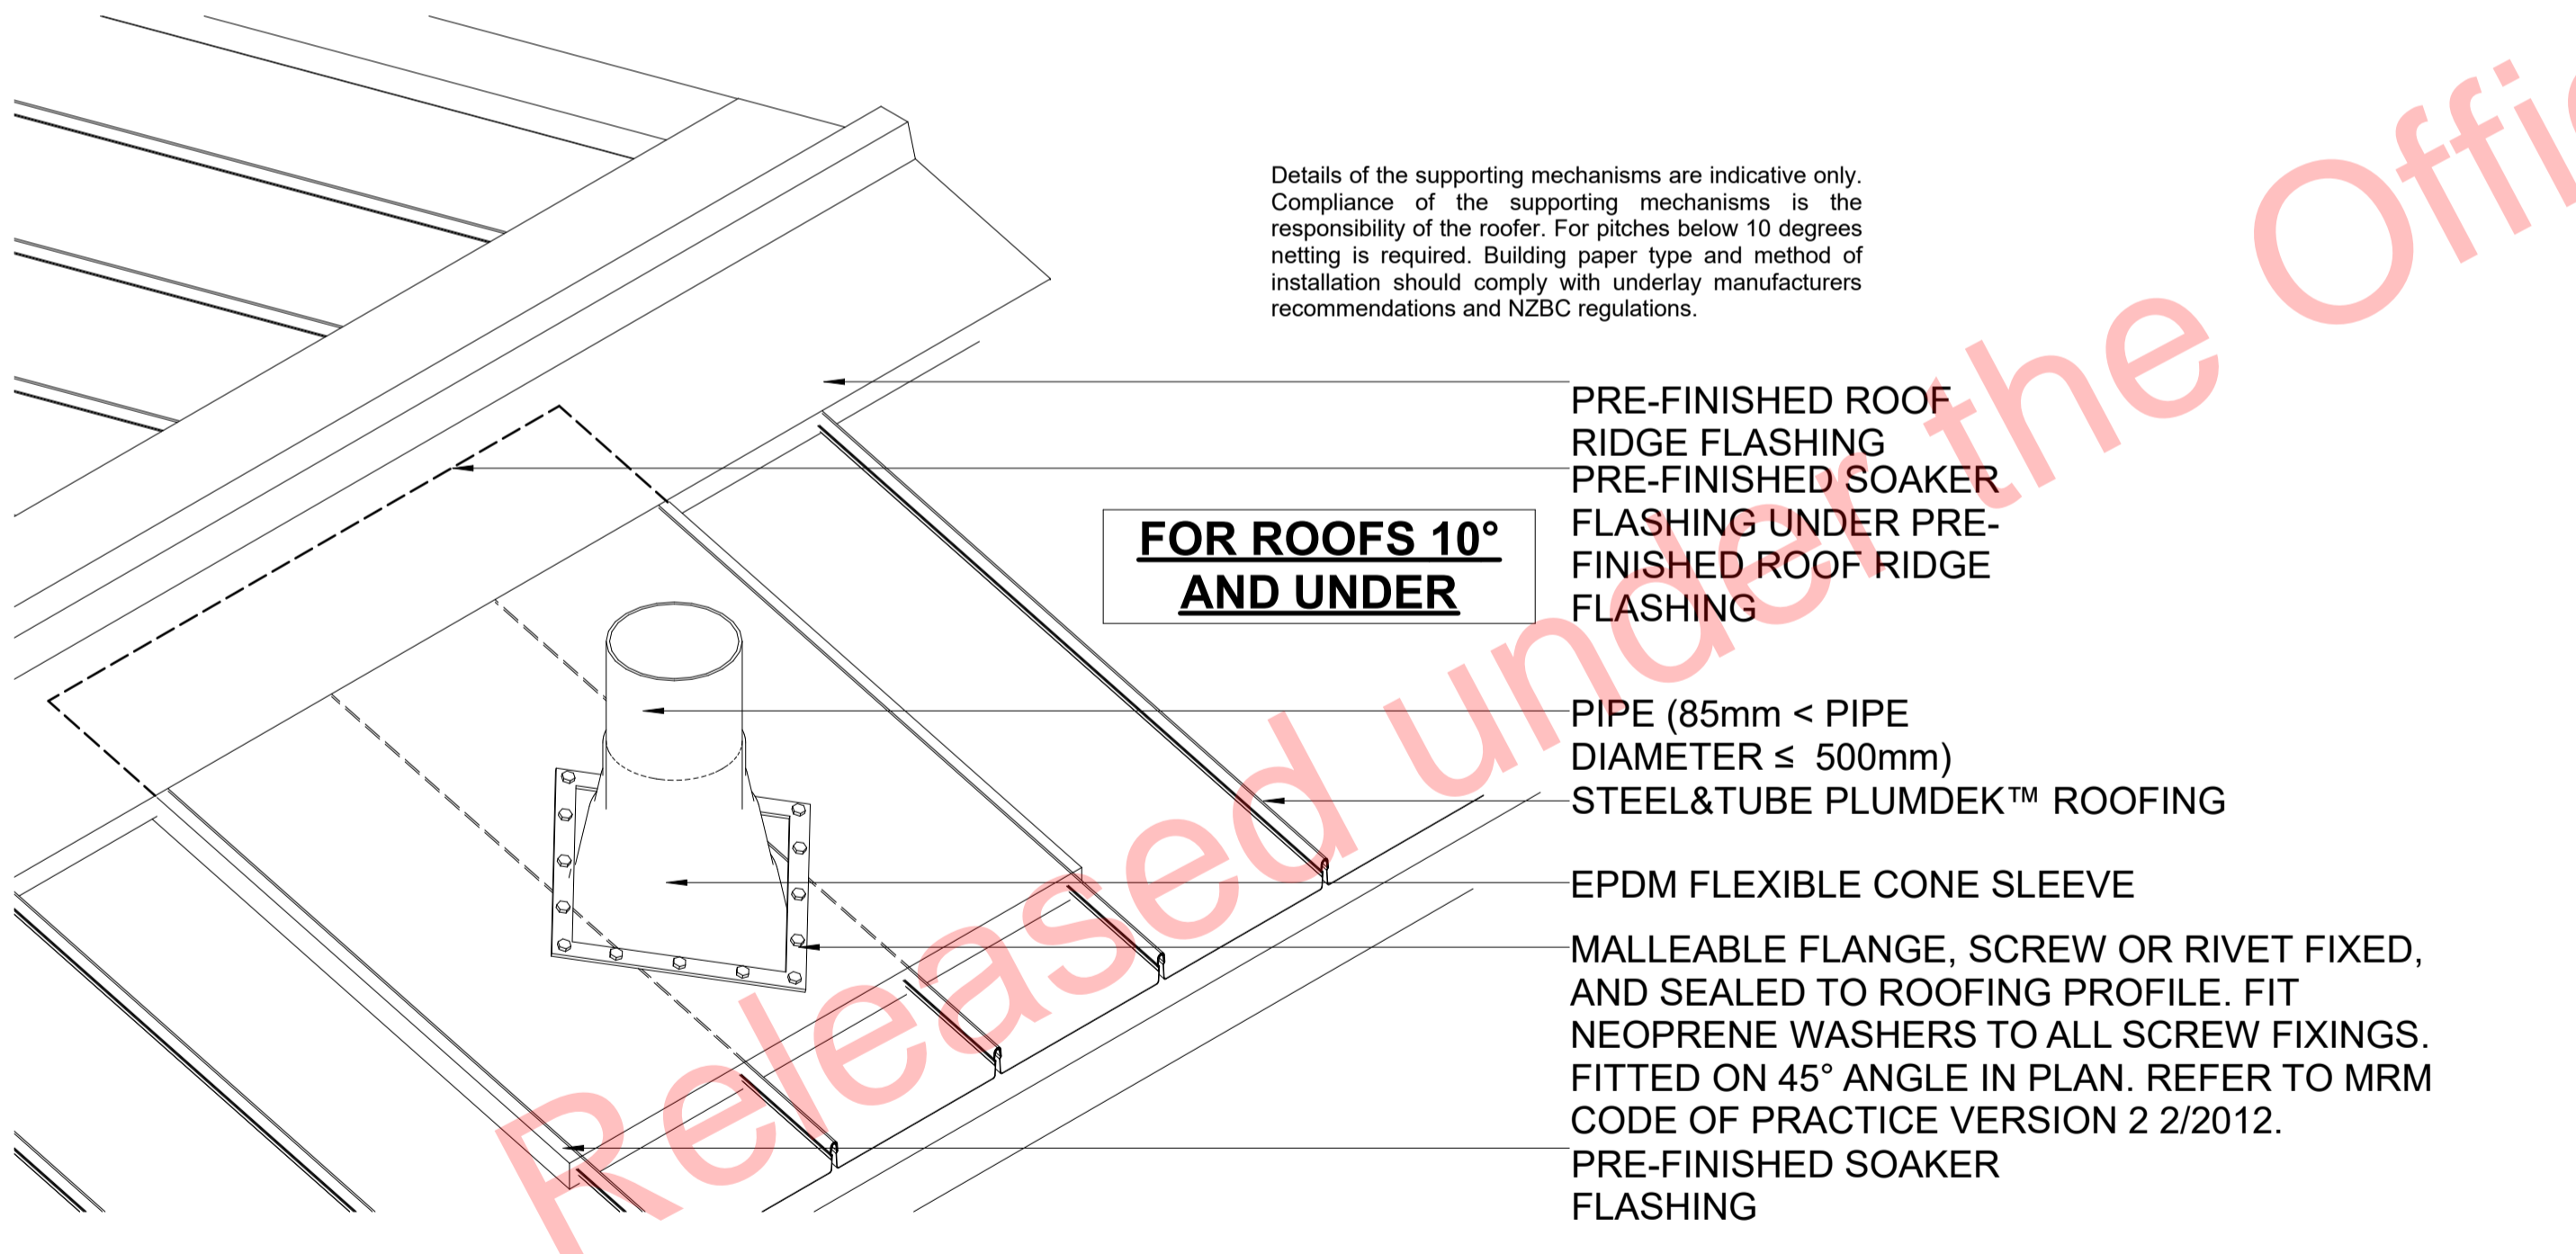 Details of the supporting mechanisms are indicative only.
Compliance of the supporting mechanisms is the
responsibility of the roofer. For pitches below 10 degrees
netting is required. Building paper type and method of
installation should comply with underlay manufacturers
recommendations and NZBC regulations.
PRE-FINISHED ROOF
RIDGE FLASHING
PRE-FINISHED SOAKER
FLASHING UNDER PRE-
FINISHED ROOF RIDGE
FLASHING
FOR ROOFS 10°
AND UNDER
PIPE (85mm < PIPE
DIAMETER ≤ 500mm)
STEEL&TUBE PLUMDEK™ ROOFING
EPDM FLEXIBLE CONE SLEEVE
MALLEABLE FLANGE, SCREW OR RIVET FIXED,
AND SEALED TO ROOFING PROFILE. FIT
NEOPRENE WASHERS TO ALL SCREW FIXINGS.
FITTED ON 45° ANGLE IN PLAN. REFER TO MRM
CODE OF PRACTICE VERSION 2 2/2012.
PRE-FINISHED SOAKER
FLASHING
Released under the